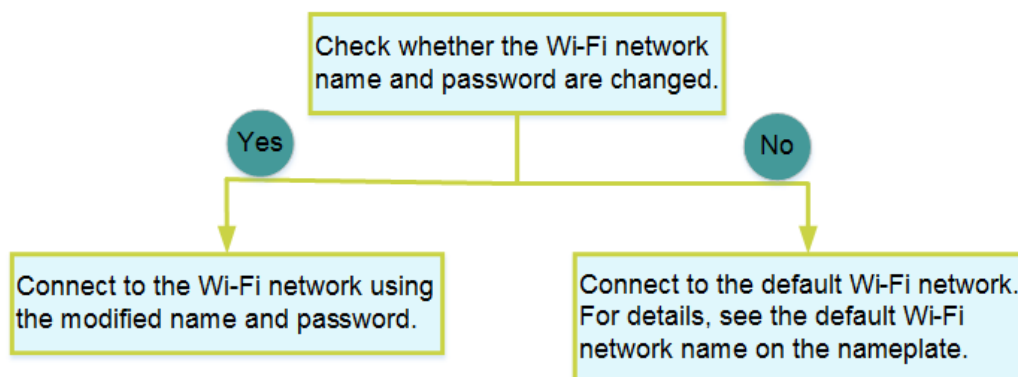 Check whether the Wi-Fi network
name and password are changed.
Yes
No
Connect to the Wi-Fi network using
the modified name and password.
Connect to the default Wi-Fi network.
For details, see the default Wi-Fi
network name on the nameplate.